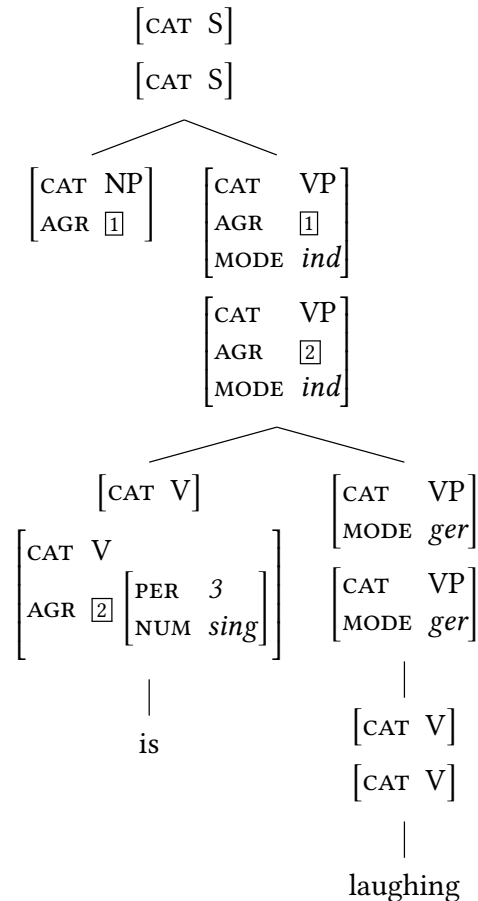 [CAT S]
[CAT S]
[CAT NP
AGR 1]
[CAT VP
AGR 1
MODE ind]
[CAT VP
AGR 2
MODE ind]
[CAT V]
[CAT V
AGR 2 [PER 3
NUM sing]]
is
[CAT VP
MODE ger]
[CAT VP
MODE ger]
[CAT V]
[CAT V]
laughing